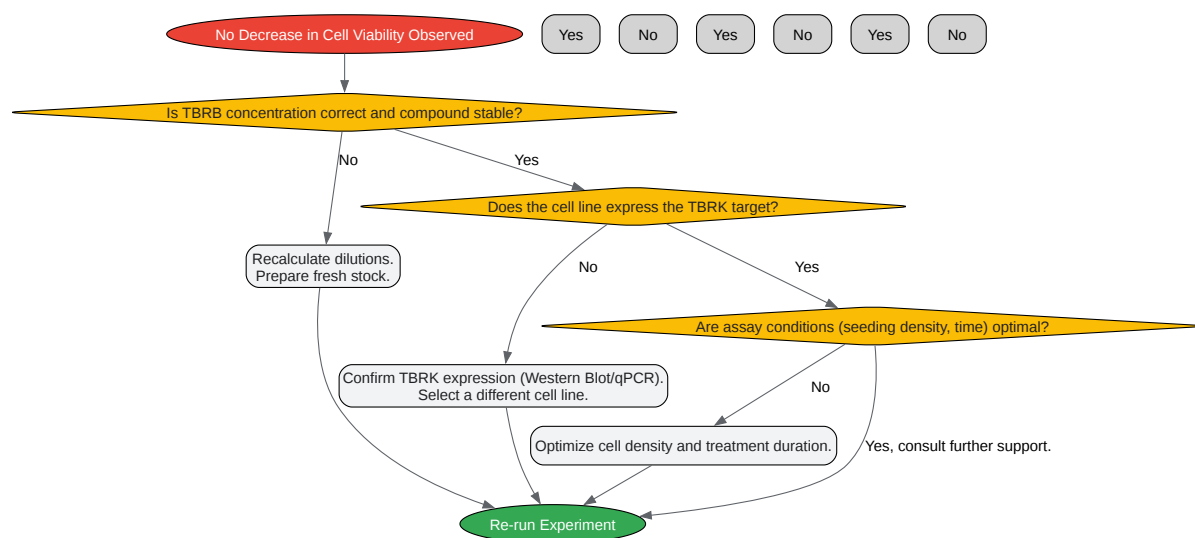 No Decrease in Cell Viability Observed
Yes
No
Yes
No
Yes
No
Is TBRB concentration correct and compound stable?
No
Yes
Does the cell line express the TBRK target?
Recalculate dilutions.
Prepare fresh stock.
No
Yes
Are assay conditions (seeding density, time) optimal?
Confirm TBRK expression (Western Blot/qPCR).
Select a different cell line.
No
Optimize cell density and treatment duration.
Yes, consult further support.
Re-run Experiment